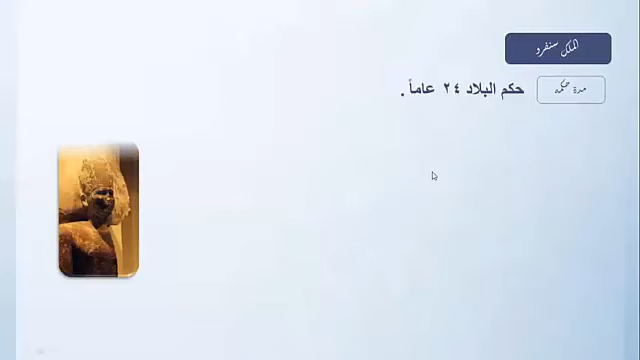 الملك سنفرو
مدة حكمه حكم البلاد ٢٤ عاماً .